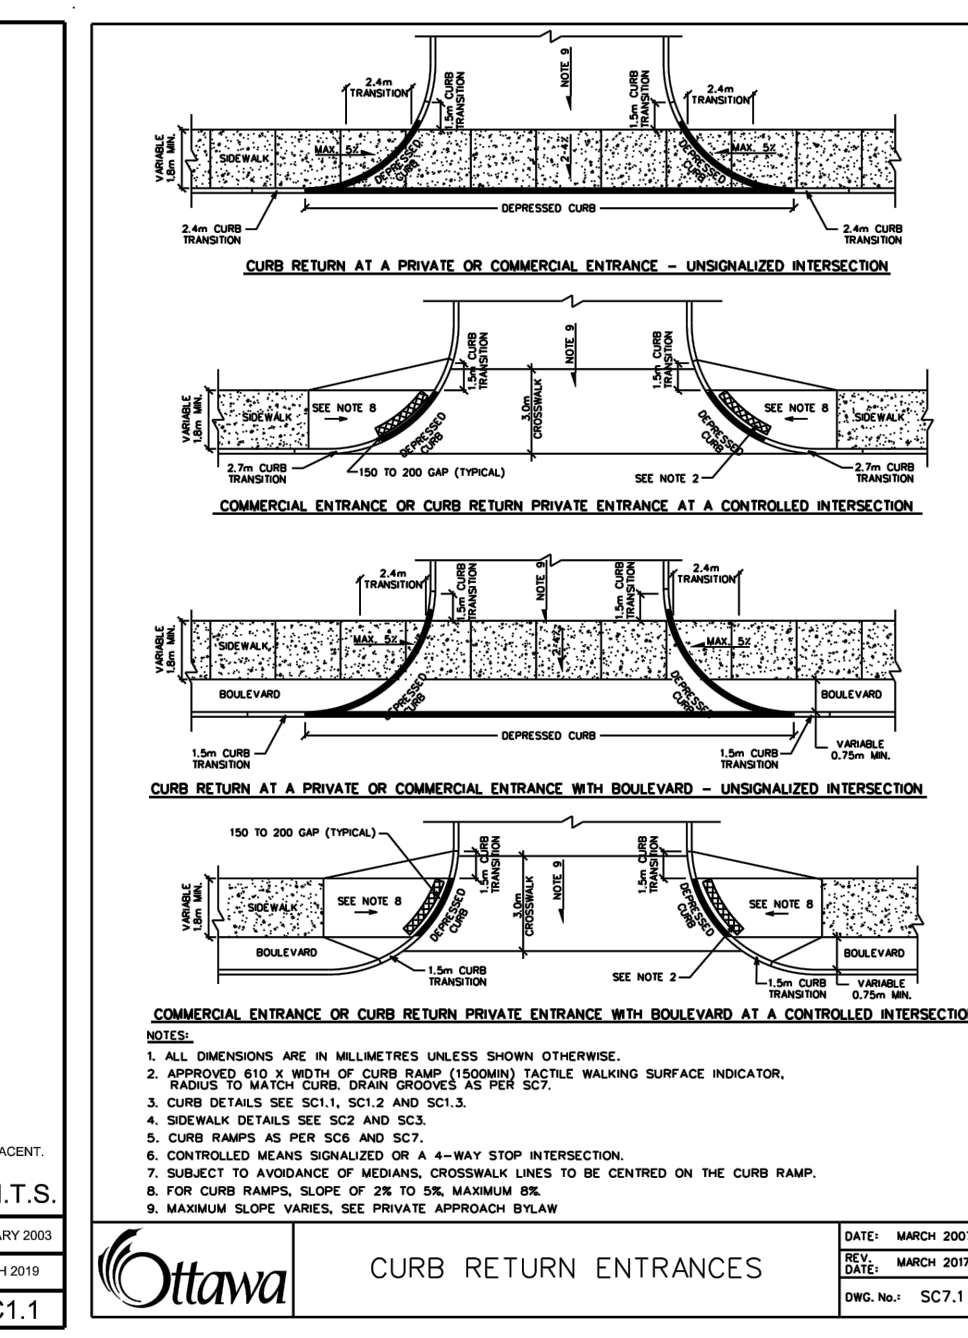 2.4m
TRANSITION
1.5m CURB
TRANSITION
NOTE 9
1.5m CURB
TRANSITION
2.4m
TRANSITION
VARIABLE
1.8m MIN.
SIDEWALK
MAX. 5%
DEPRESSED
CURB
2-4%
DEPRESSED
CURB
MAX. 5%
DEPRESSED CURB
2.4m CURB
TRANSITION
2.4m CURB
TRANSITION
CURB RETURN AT A PRIVATE OR COMMERCIAL ENTRANCE - UNSIGNALIZED INTERSECTION
1.5m CURB
TRANSITION
NOTE 9
1.5m CURB
TRANSITION
VARIABLE
1.8m MIN.
SIDEWALK
SEE NOTE 8
DEPRESSED
CURB
3.0m
CROSSWALK
DEPRESSED
CURB
SEE NOTE 8
SIDEWALK
2.7m CURB
TRANSITION
150 TO 200 GAP (TYPICAL)
SEE NOTE 2
2.7m CURB
TRANSITION
COMMERCIAL ENTRANCE OR CURB RETURN PRIVATE ENTRANCE AT A CONTROLLED INTERSECTION
2.4m
TRANSITION
1.5m CURB
TRANSITION
NOTE 9
1.5m CURB
TRANSITION
2.4m
TRANSITION
VARIABLE
1.8m MIN.
SIDEWALK
MAX. 5%
2-4%
MAX. 5%
BOULEVARD
DEPRESSED
CURB
DEPRESSED
CURB
BOULEVARD
DEPRESSED CURB
1.5m CURB
TRANSITION
1.5m CURB
TRANSITION
VARIABLE
0.75m MIN.
CURB RETURN AT A PRIVATE OR COMMERCIAL ENTRANCE WITH BOULEVARD - UNSIGNALIZED INTERSECTION
150 TO 200 GAP (TYPICAL)
1.5m CURB
TRANSITION
NOTE 9
1.5m CURB
TRANSITION
VARIABLE
1.8m MIN.
SIDEWALK
SEE NOTE 8
DEPRESSED
CURB
3.0m
CROSSWALK
DEPRESSED
CURB
SEE NOTE 8
BOULEVARD
BOULEVARD
1.5m CURB
TRANSITION
SEE NOTE 2
1.5m CURB
TRANSITION
VARIABLE
0.75m MIN.
COMMERCIAL ENTRANCE OR CURB RETURN PRIVATE ENTRANCE WITH BOULEVARD AT A CONTROLLED INTERSECTIO
NOTES:
1. ALL DIMENSIONS ARE IN MILLIMETRES UNLESS SHOWN OTHERWISE.
2. APPROVED 610 X WIDTH OF CURB RAMP (1500MIN) TACTILE WALKING SURFACE INDICATOR,
RADIUS TO MATCH CURB. DRAIN GROOVES AS PER SC7.
3. CURB DETAILS SEE SC1.1, SC1.2 AND SC1.3.
4. SIDEWALK DETAILS SEE SC2 AND SC3.
5. CURB RAMPS AS PER SC6 AND SC7.
6. CONTROLLED MEANS SIGNALIZED OR A 4-WAY STOP INTERSECTION.
7. SUBJECT TO AVOIDANCE OF MEDIANS, CROSSWALK LINES TO BE CENTRED ON THE CURB RAMP.
8. FOR CURB RAMPS, SLOPE OF 2% TO 5%, MAXIMUM 8%.
9. MAXIMUM SLOPE VARIES, SEE PRIVATE APPROACH BYLAW
Ottawa
CURB RETURN ENTRANCES
DATE: MARCH 2007
REV. DATE: MARCH 2017
DWG. No.: SC7.1
ACENT.
.T.S.
ARY 2003
H 2019
C1.1